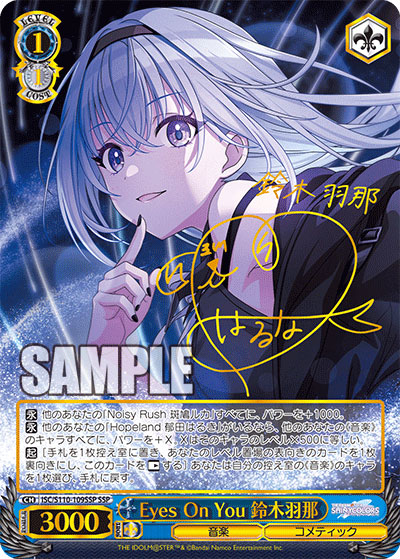 LEVEL
1
1
COST
鈴木 羽那
はるな
SAMPLE
永 他のあなたの「Noisy Rush 斑鳩ルカ」すべてに、パワーを＋1000。
永 他のあなたの「Hopeland 郁田はるき」がいるなら、他のあなたの《音楽》
のキャラすべてに、パワーを＋X。Xはそのキャラのレベル×500に等しい。
起 ［手札を1枚控え室に置き、あなたのレベル置場の表向きのカードを1枚
裏向きにし、このカードを する］ あなたは自分の控え室の《音楽》のキャラ
を1枚選び、手札に戻す。
CH ISC/S110-109SSP SSP
3000
Eyes On You 鈴木羽那
音楽
コメティック
SHINYCOLORS
THE IDOLM@STER™& ©Bandai Namco Entertainment Inc.